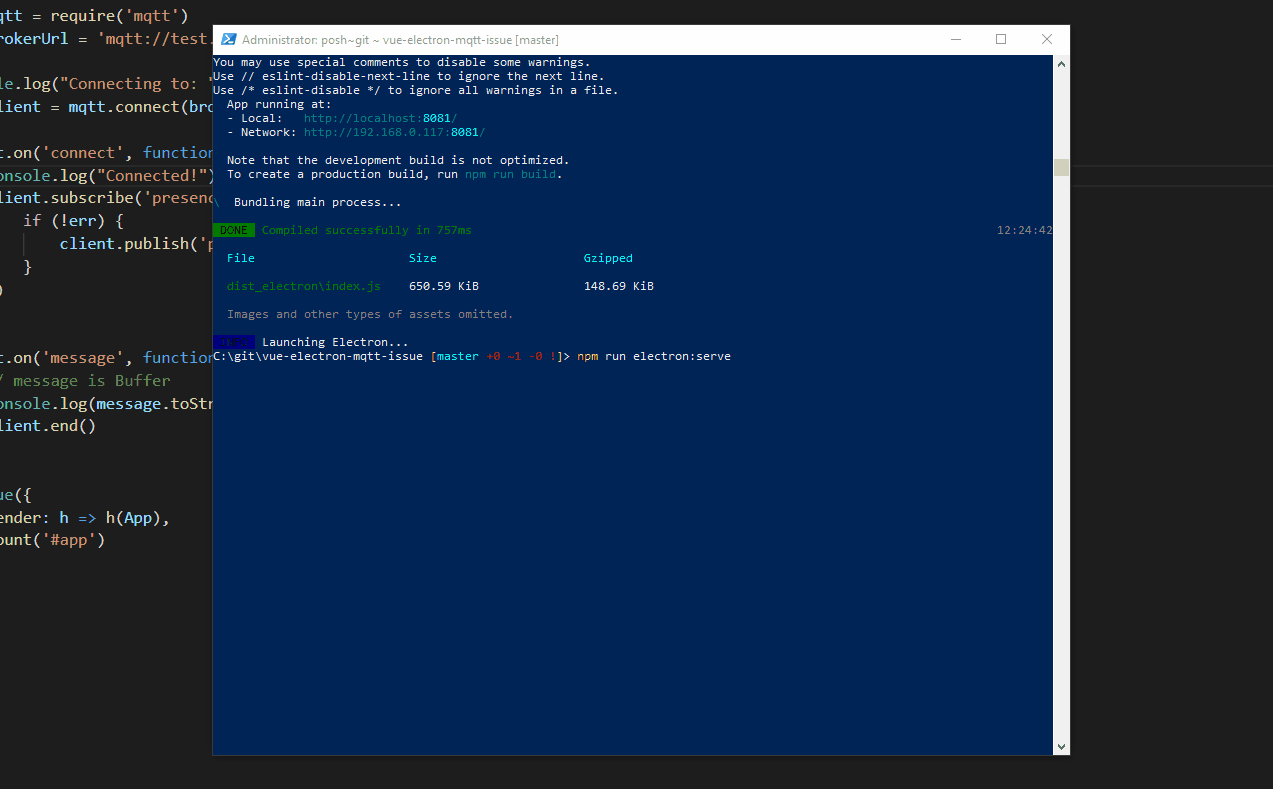 qtt = require('mqtt')
rokerUrl = 'mqtt://test.
le.log("Connecting to: "
lient = mqtt.connect(bro
t.on('connect', function
onsole.log("Connected!")
lient.subscribe('presenc
if (!err) {
client.publish('p
}
)
t.on('message', function
/ message is Buffer
onsole.log(message.toStr
lient.end()
ue({
ender: h => h(App),
ount('#app')
Administrator: posh~git ~ vue-electron-mqtt-issue [master]
You may use special comments to disable some warnings.
Use // eslint-disable-next-line to ignore the next line.
Use /* eslint-disable */ to ignore all warnings in a file.
App running at:
- Local: http://localhost:8081/
- Network: http://192.168.0.117:8081/
Note that the development build is not optimized.
To create a production build, run npm run build.
\ Bundling main process...
DONE Compiled successfully in 757ms 12:24:42
File Size Gzipped
dist_electron\index.js 650.59 KiB 148.69 KiB
Images and other types of assets omitted.
Launching Electron...
C:\git\vue-electron-mqtt-issue [master +0 ~1 -0 !]> npm run electron:serve